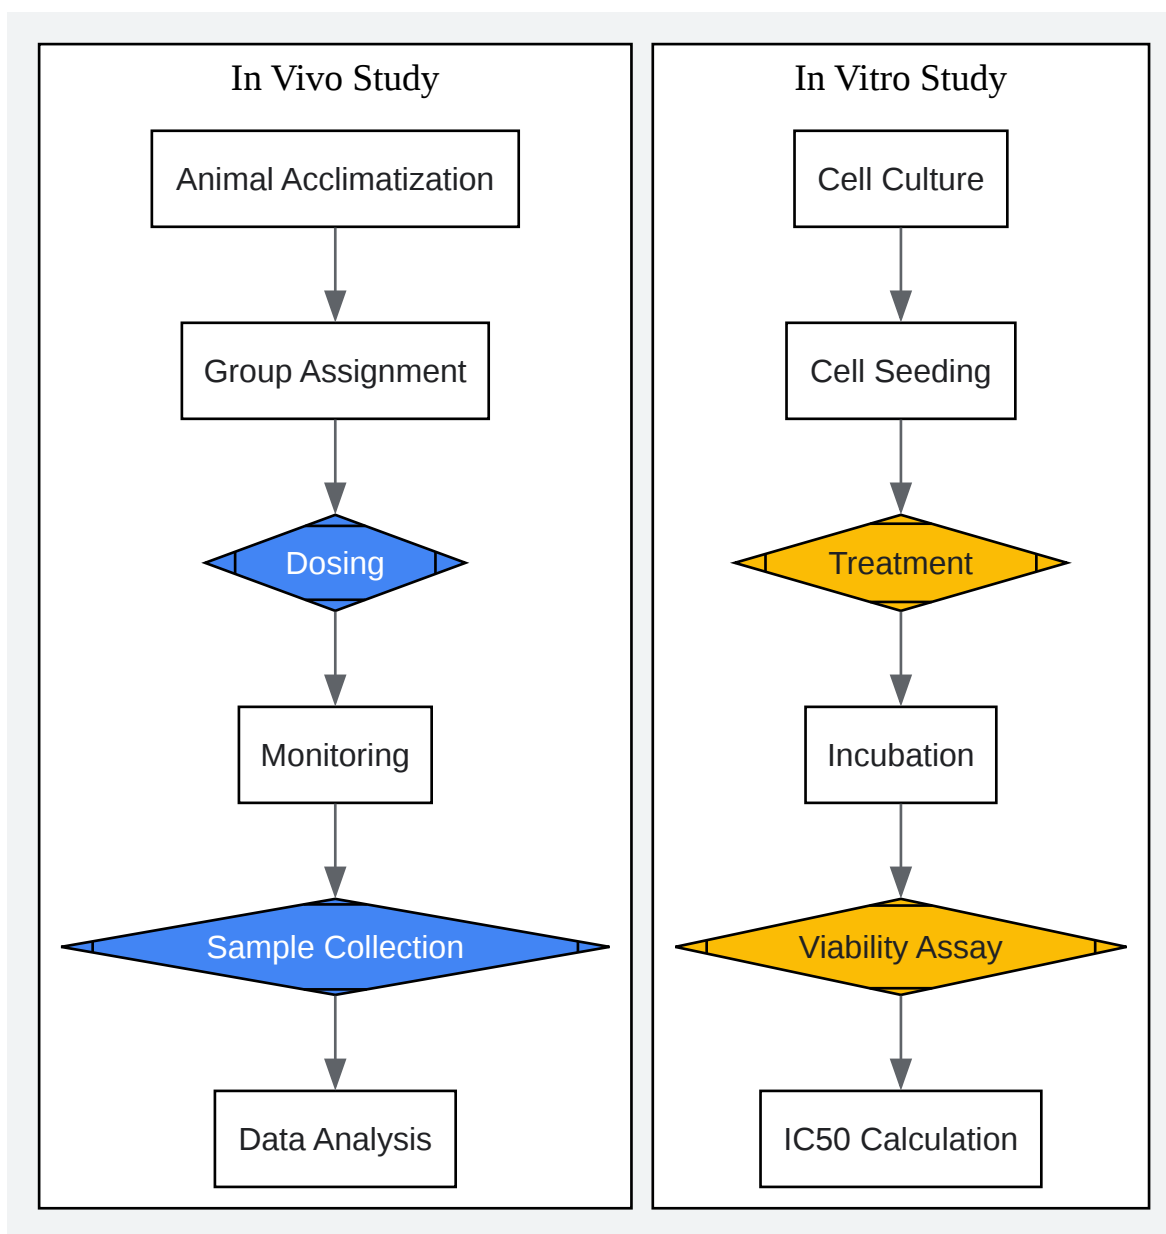 In Vivo Study
Animal Acclimatization
Group Assignment
Dosing
Monitoring
Sample Collection
Data Analysis
In Vitro Study
Cell Culture
Cell Seeding
Treatment
Incubation
Viability Assay
IC50 Calculation